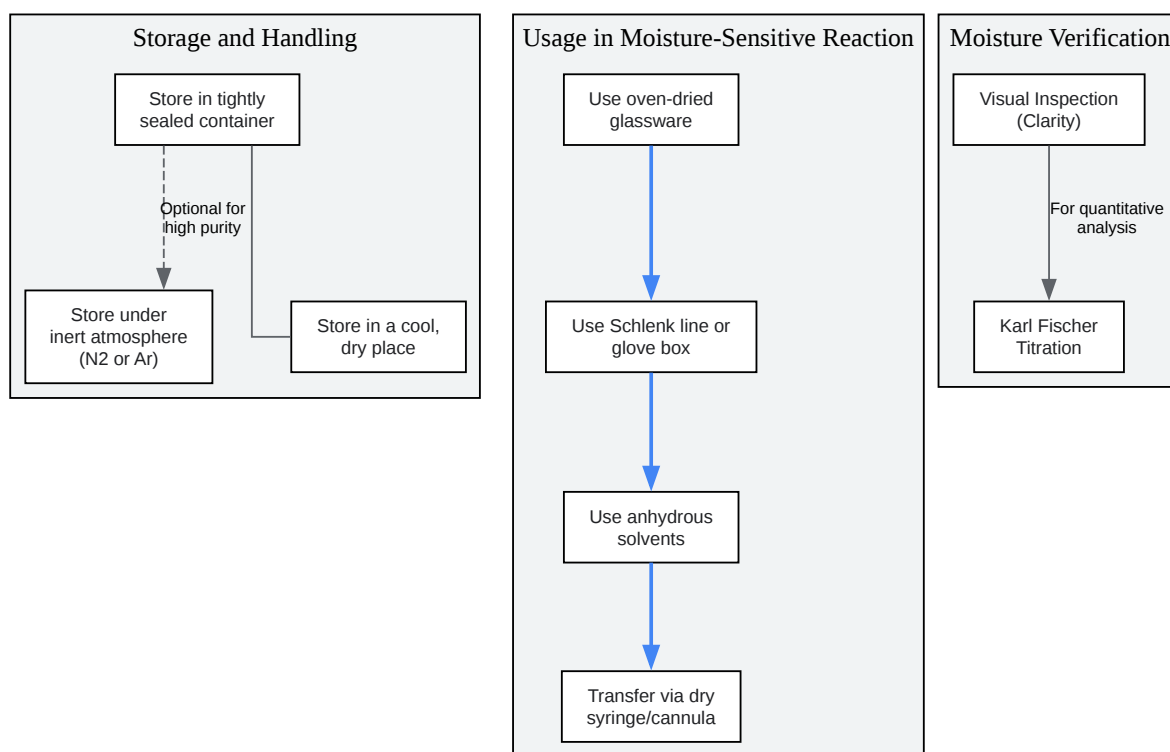 Storage and Handling
Store in tightly
sealed container
Optional for
high purity
Store under
inert atmosphere
(N2 or Ar)
Store in a cool,
dry place
Usage in Moisture-Sensitive Reaction
Use oven-dried
glassware
Use Schlenk line or
glove box
Use anhydrous
solvents
Transfer via dry
syringe/cannula
Moisture Verification
Visual Inspection
(Clarity)
For quantitative
analysis
Karl Fischer
Titration